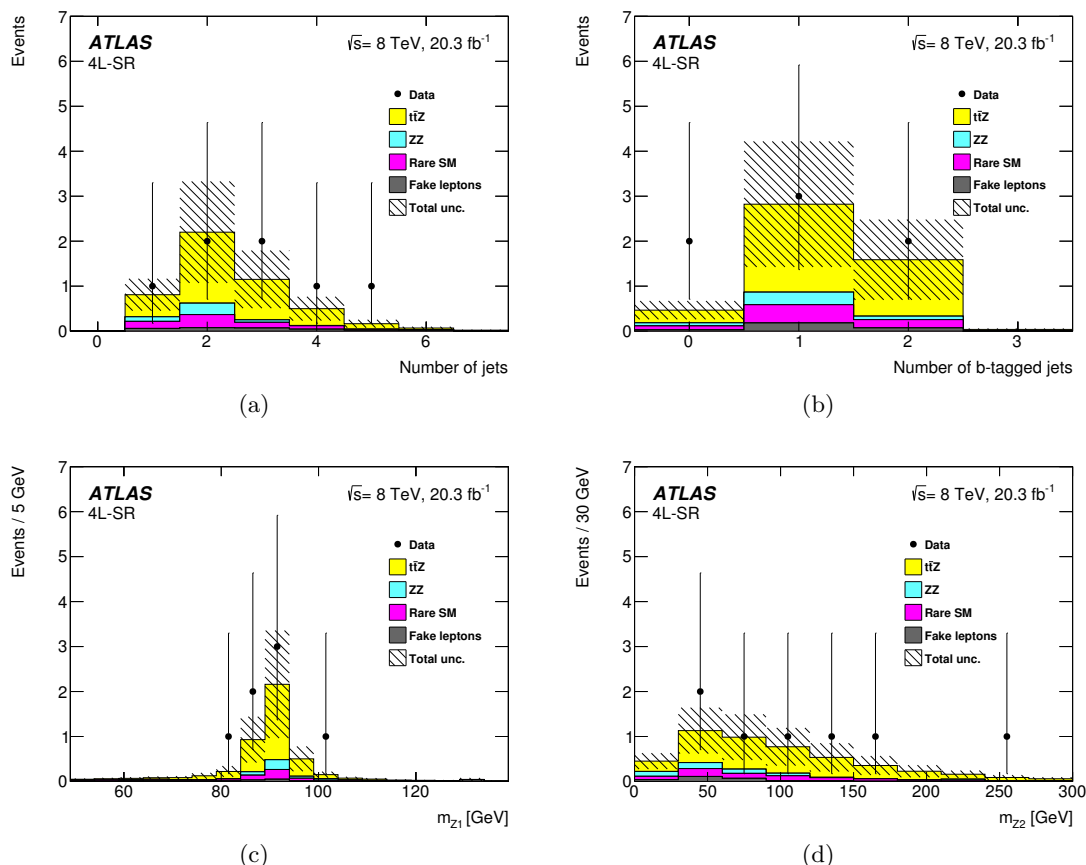 Events
7
6
5
4
3
2
1
0
ATLAS
4L-SR
√s= 8 TeV, 20.3 fb⁻¹
Data
tt̄Z
ZZ
Rare SM
Fake leptons
Total unc.
0 2 4 6
Number of jets
(a)
Events
7
6
5
4
3
2
1
0
ATLAS
4L-SR
√s= 8 TeV, 20.3 fb⁻¹
Data
tt̄Z
ZZ
Rare SM
Fake leptons
Total unc.
0 1 2 3
Number of b-tagged jets
(b)
Events / 5 GeV
7
6
5
4
3
2
1
0
ATLAS
4L-SR
√s= 8 TeV, 20.3 fb⁻¹
Data
tt̄Z
ZZ
Rare SM
Fake leptons
Total unc.
60 80 100 120
m_Z1 [GeV]
(c)
Events / 30 GeV
7
6
5
4
3
2
1
0
ATLAS
4L-SR
√s= 8 TeV, 20.3 fb⁻¹
Data
tt̄Z
ZZ
Rare SM
Fake leptons
Total unc.
0 50 100 150 200 250 300
m_Z2 [GeV]
(d)